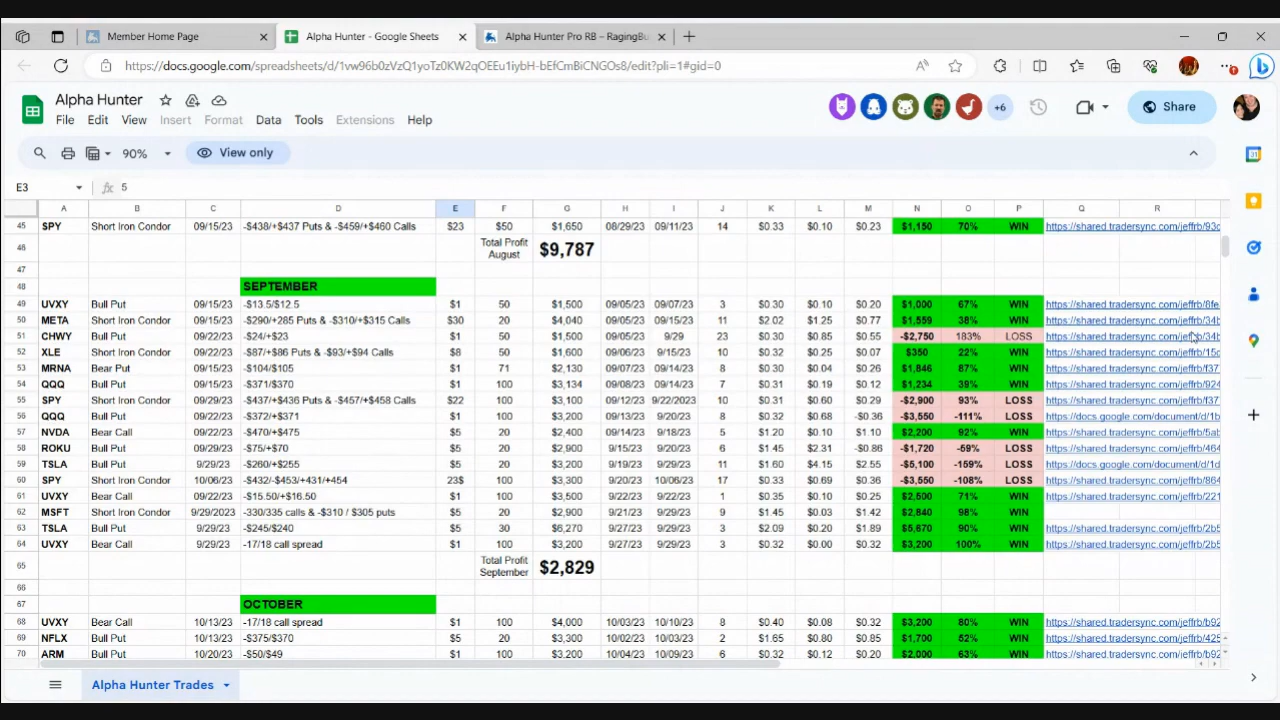 Member Home Page
Alpha Hunter - Google Sheets
Alpha Hunter Pro RB – RagingBu
https://docs.google.com/spreadsheets/d/1vw96b0zVzQ1yoTz0KW2qOEEu1iybH-bEfCmBiCNGOs8/edit?pli=1#gid=0
Alpha Hunter
+6
Share
File Edit View Insert Format Data Tools Extensions Help
90% View only
E3 fx 5
A B C D E F G H I J K L M N O P Q R
45 SPY Short Iron Condor 09/15/23 -$438/+$437 Puts & -$459/+$460 Calls $23 $50 $1,650 08/29/23 09/11/23 14 $0.33 $0.10 $0.23 $1,150 70% WIN https://shared.tradersync.com/jeffrb/93c
46 Total Profit August $9,787
47
48 SEPTEMBER
49 UVXY Bull Put 09/15/23 -$13.5/$12.5 $1 50 $1,500 09/05/23 09/07/23 3 $0.30 $0.10 $0.20 $1,000 67% WIN https://shared.tradersync.com/jeffrb/8fe
50 META Short Iron Condor 09/15/23 -$290/+285 Puts & -$310/+$315 Calls $30 20 $4,040 09/05/23 09/15/23 11 $2.02 $1.25 $0.77 $1,559 38% WIN https://shared.tradersync.com/jeffrb/34b
51 CHWY Bull Put 09/22/23 -$24/+$23 $1 50 $1,500 09/05/23 9/29 23 $0.30 $0.85 $0.55 -$2,750 183% LOSS https://shared.tradersync.com/jeffrb/34b
52 XLE Short Iron Condor 09/22/23 -$87/+$86 Puts & -$93/+$94 Calls $8 50 $1,600 09/06/23 9/15/23 10 $0.32 $0.25 $0.07 $350 22% WIN https://shared.tradersync.com/jeffrb/15c
53 MRNA Bear Put 09/22/23 -$104/$105 $1 71 $2,130 09/07/23 09/14/23 8 $0.30 $0.04 $0.26 $1,846 87% WIN https://shared.tradersync.com/jeffrb/f37
54 QQQ Bull Put 09/22/23 -$371/$370 $1 100 $3,134 09/08/23 09/14/23 7 $0.31 $0.19 $0.12 $1,234 39% WIN https://shared.tradersync.com/jeffrb/924
55 SPY Short Iron Condor 09/29/23 -$437/+$436 Puts & -$457/+$458 Calls $22 100 $3,100 09/12/23 9/22/2023 10 $0.31 $0.60 $0.29 -$2,900 93% LOSS https://shared.tradersync.com/jeffrb/f37
56 QQQ Bull Put 09/22/23 -$372/+$371 $1 100 $3,200 09/13/23 9/20/23 8 $0.32 $0.68 -$0.36 -$3,550 -111% LOSS https://docs.google.com/document/d/1b
57 NVDA Bear Call 09/22/23 -$470/+$475 $5 20 $2,400 09/14/23 9/18/23 5 $1.20 $0.10 $1.10 $2,200 92% WIN https://shared.tradersync.com/jeffrb/5ab
58 ROKU Bull Put 09/22/23 -$75/+$70 $5 20 $2,900 9/15/23 9/20/23 6 $1.45 $2.31 -$0.86 -$1,720 -59% LOSS https://shared.tradersync.com/jeffrb/464
59 TSLA Bull Put 9/29/23 -$260/+$255 $5 20 $3,200 9/19/23 9/29/23 11 $1.60 $4.15 $2.55 -$5,100 -159% LOSS https://docs.google.com/document/d/1d
60 SPY Short Iron Condor 10/06/23 -$432/-$453/+431/+454 23$ 100 $3,300 9/20/23 10/06/23 17 $0.33 $0.69 $0.36 -$3,550 -108% LOSS https://shared.tradersync.com/jeffrb/864
61 UVXY Bear Call 09/22/23 -$15.50/+$16.50 $1 100 $3,500 9/22/23 9/22/23 1 $0.35 $0.10 $0.25 $2,500 71% WIN https://shared.tradersync.com/jeffrb/221
62 MSFT Short Iron Condor 9/29/2023 -330/335 calls & -$310 / $305 puts $5 20 $2,900 9/21/23 9/29/23 9 $1.45 $0.03 $1.42 $2,840 98% WIN
63 TSLA Bull Put 9/29/23 -$245/$240 $5 30 $6,270 9/27/23 9/29/23 3 $2.09 $0.20 $1.89 $5,670 90% WIN https://shared.tradersync.com/jeffrb/2b5
64 UVXY Bear Call 9/29/23 -17/18 call spread $1 100 $3,200 9/27/23 9/29/23 3 $0.32 $0.00 $0.32 $3,200 100% WIN https://shared.tradersync.com/jeffrb/2b5
65 Total Profit September $2,829
66
67 OCTOBER
68 UVXY Bear Call 10/13/23 -17/18 call spread $1 100 $4,000 10/03/23 10/10/23 8 $0.40 $0.08 $0.32 $3,200 80% WIN https://shared.tradersync.com/jeffrb/b92
69 NFLX Bull Put 10/13/23 -$375/$370 $5 20 $3,300 10/02/23 10/03/23 2 $1.65 $0.80 $0.85 $1,700 52% WIN https://shared.tradersync.com/jeffrb/425
70 ARM Bull Put 10/20/23 -$50/$49 $1 100 $3,200 10/04/23 10/09/23 6 $0.32 $0.12 $0.20 $2,000 63% WIN https://shared.tradersync.com/jeffrb/b92
Alpha Hunter Trades